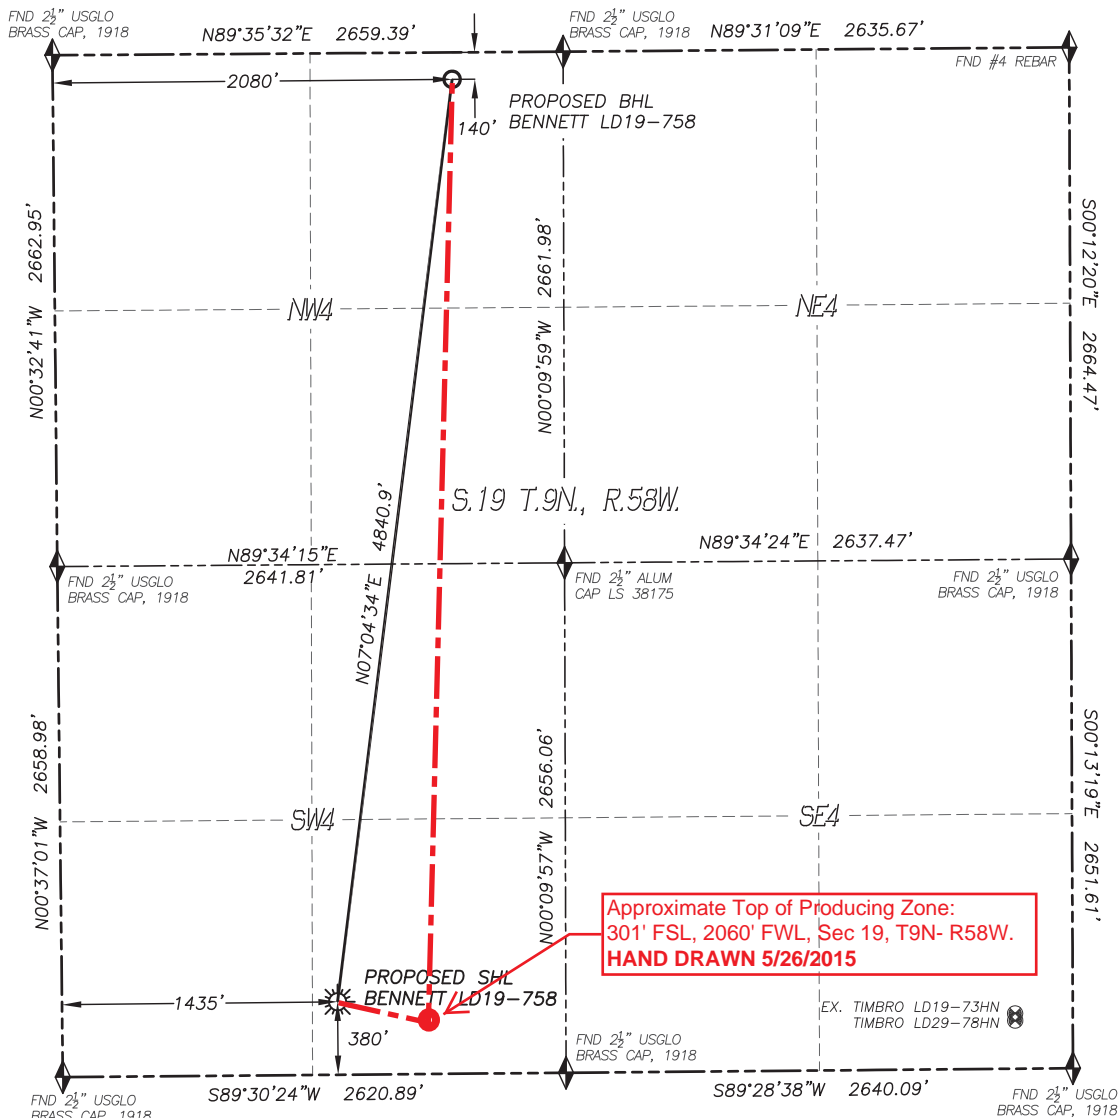 FND 2½" USGLO
BRASS CAP, 1918
N89°35'32"E 2659.39'
FND 2½" USGLO
BRASS CAP, 1918
N89°31'09"E 2635.67'
FND #4 REBAR
2080'
PROPOSED BHL
BENNETT LD19-758
140'
N00°32'41"W 2662.95'
N00°09'59"W 2661.98'
S00°12'20"E 2664.47'
NW4
NE4
S.19 T.9N., R.58W.
N07°04'34"E 4840.9'
N89°34'15"E
2641.81'
N89°34'24"E 2637.47'
FND 2½" USGLO
BRASS CAP, 1918
FND 2½" ALUM
CAP LS 38175
FND 2½" USGLO
BRASS CAP, 1918
N00°37'01"W 2658.98'
N00°09'57"W 2656.06'
S00°13'19"E 2651.61'
SW4
SE4
Approximate Top of Producing Zone:
301' FSL, 2060' FWL, Sec 19, T9N- R58W.
HAND DRAWN 5/26/2015
PROPOSED SHL
BENNETT LD19-758
1435'
380'
EX. TIMBRO LD19-73HN
TIMBRO LD29-78HN
FND 2½" USGLO
BRASS CAP, 1918
S89°30'24"W 2620.89'
S89°28'38"W 2640.09'
FND 2½" USGLO
BRASS CAP, 1918
FND 2½" USGLO
BRASS CAP, 1918